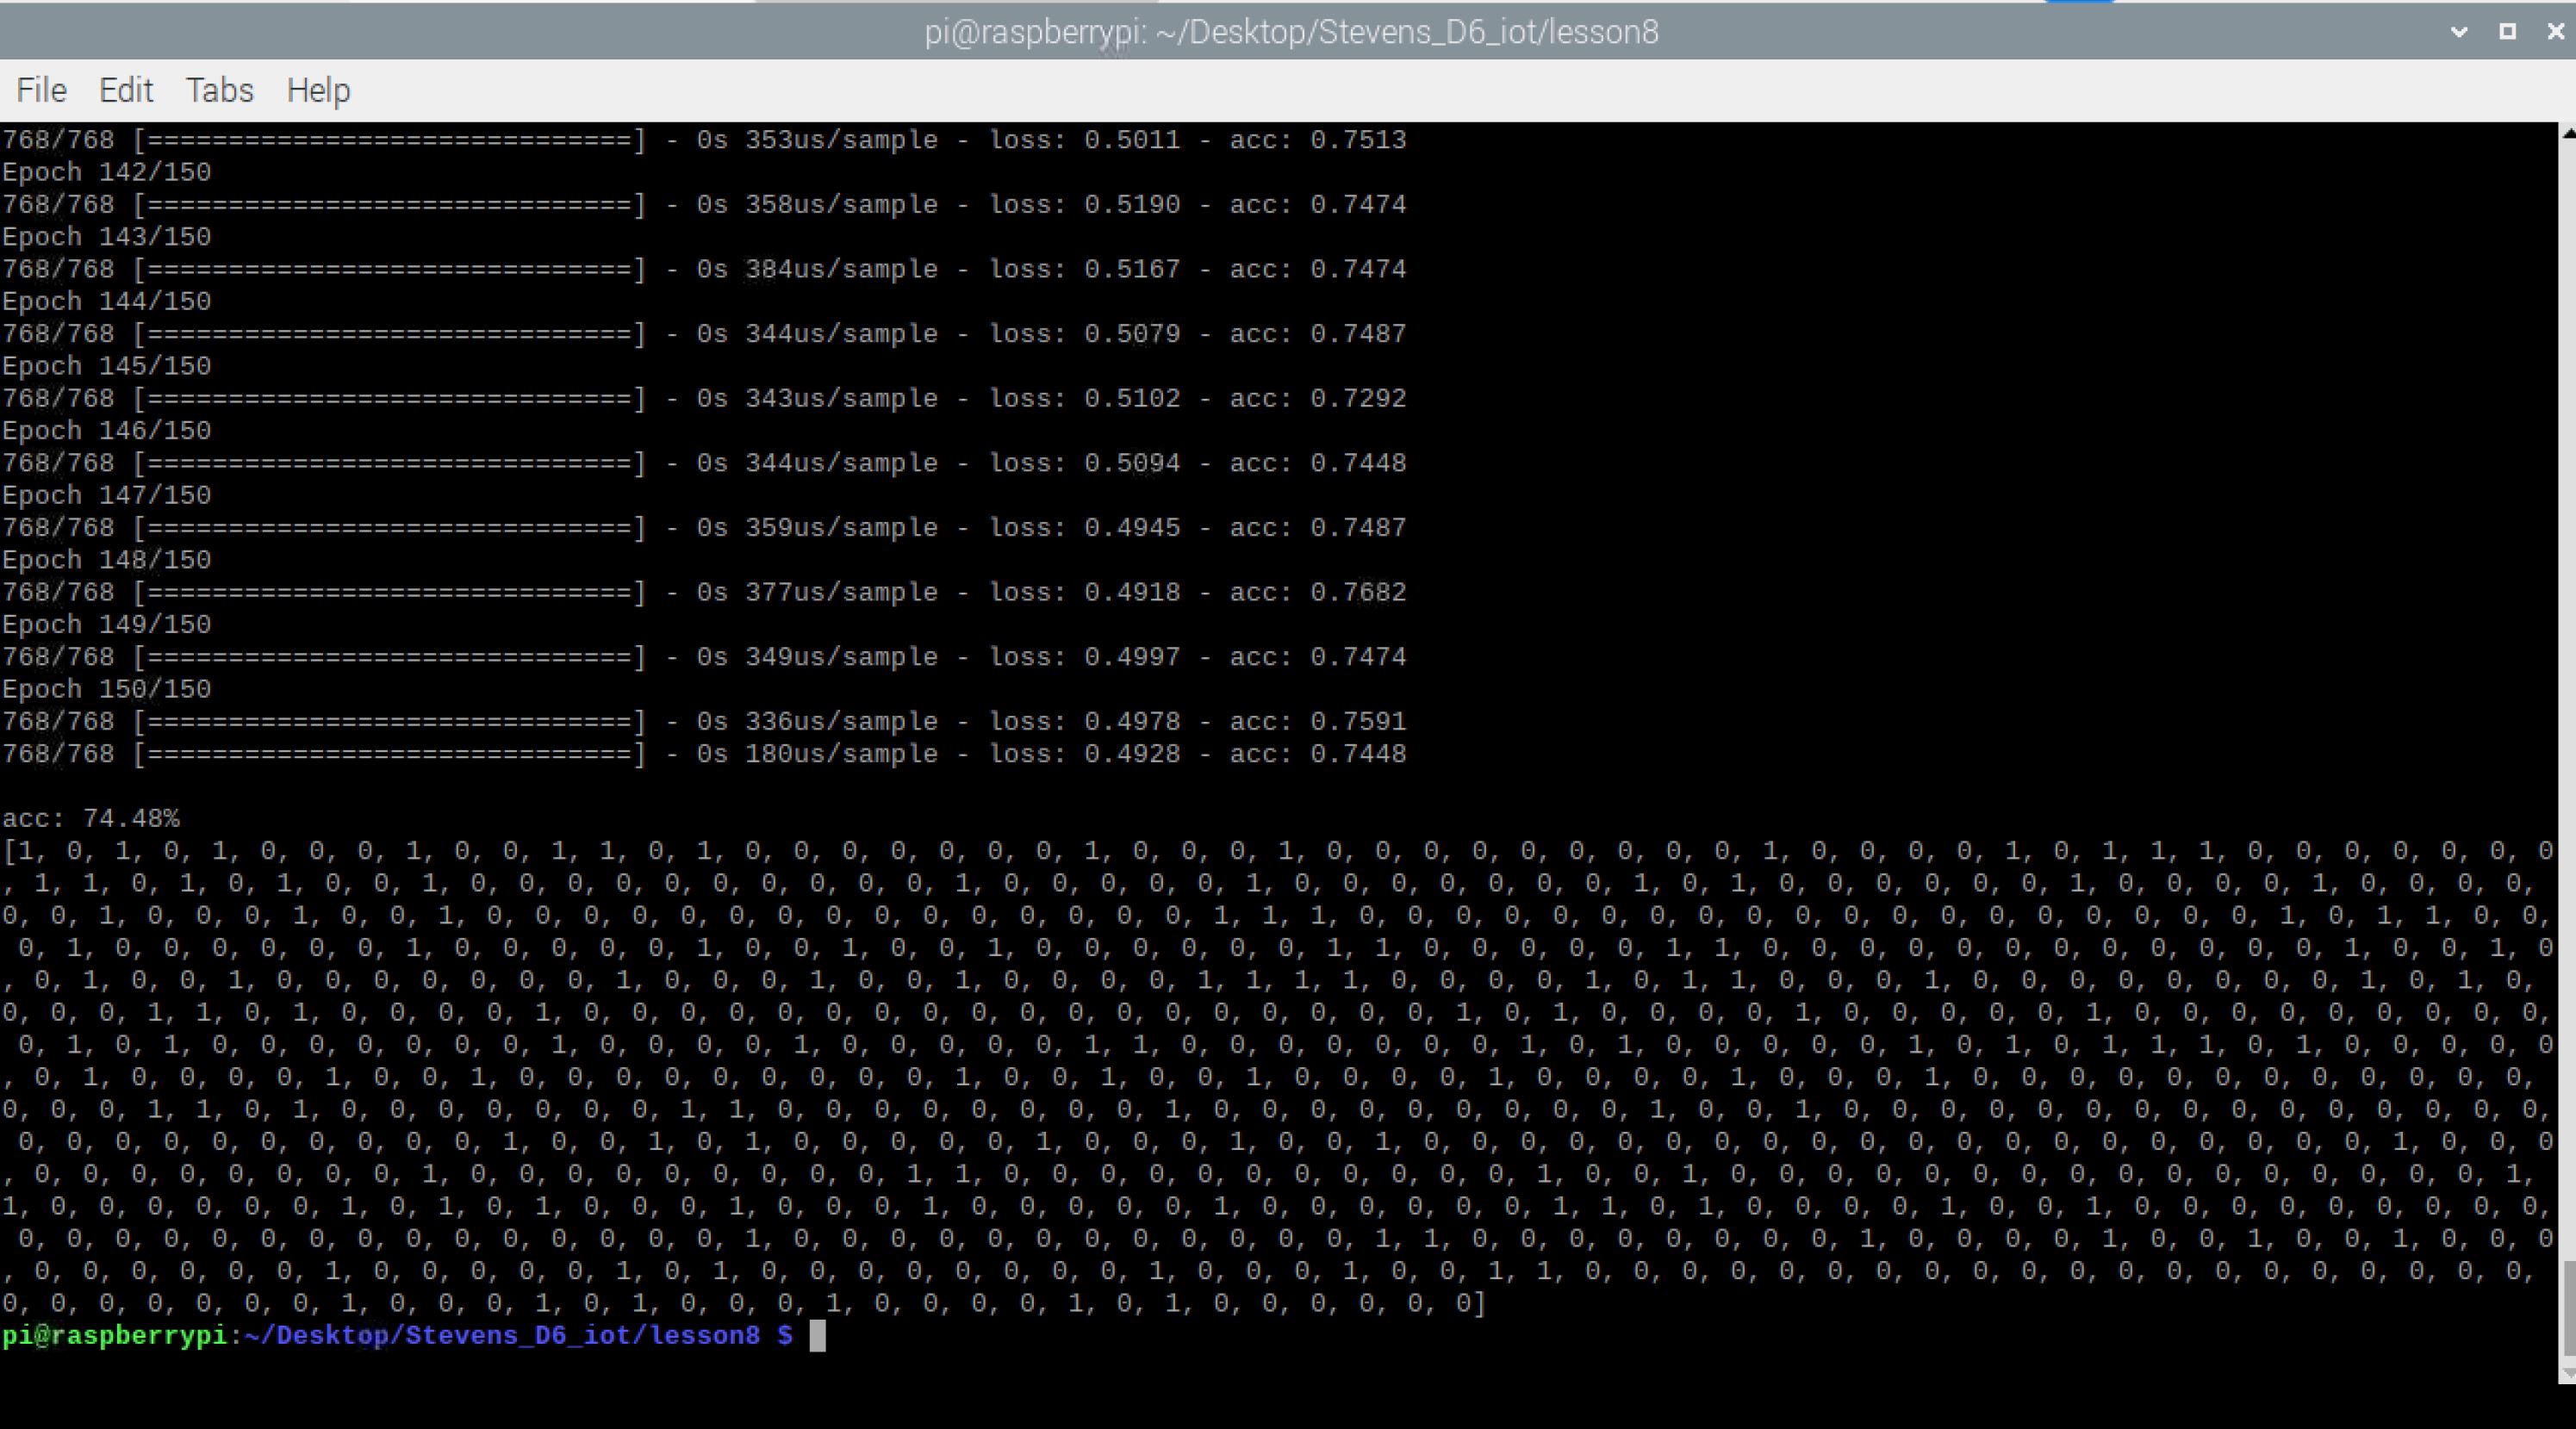 pi@raspberrypi: ~/Desktop/Stevens_D6_iot/lesson8
File Edit Tabs Help
768/768 [==============================] - 0s 353us/sample - loss: 0.5011 - acc: 0.7513
Epoch 142/150
768/768 [==============================] - 0s 358us/sample - loss: 0.5190 - acc: 0.7474
Epoch 143/150
768/768 [==============================] - 0s 384us/sample - loss: 0.5167 - acc: 0.7474
Epoch 144/150
768/768 [==============================] - 0s 344us/sample - loss: 0.5079 - acc: 0.7487
Epoch 145/150
768/768 [==============================] - 0s 343us/sample - loss: 0.5102 - acc: 0.7292
Epoch 146/150
768/768 [==============================] - 0s 344us/sample - loss: 0.5094 - acc: 0.7448
Epoch 147/150
768/768 [==============================] - 0s 359us/sample - loss: 0.4945 - acc: 0.7487
Epoch 148/150
768/768 [==============================] - 0s 377us/sample - loss: 0.4918 - acc: 0.7682
Epoch 149/150
768/768 [==============================] - 0s 349us/sample - loss: 0.4997 - acc: 0.7474
Epoch 150/150
768/768 [==============================] - 0s 336us/sample - loss: 0.4978 - acc: 0.7591
768/768 [==============================] - 0s 180us/sample - loss: 0.4928 - acc: 0.7448
acc: 74.48%
[1, 0, 1, 0, 1, 0, 0, 0, 1, 0, 0, 1, 1, 0, 1, 0, 0, 0, 0, 0, 0, 0, 1, 0, 0, 0, 1, 0, 0, 0, 0, 0, 0, 0, 0, 0, 1, 0, 0, 0, 0, 1, 0, 1, 1, 1, 0, 0, 0, 0, 0, 0, 0
, 1, 1, 0, 1, 0, 1, 0, 0, 1, 0, 0, 0, 0, 0, 0, 0, 0, 0, 0, 1, 0, 0, 0, 0, 0, 1, 0, 0, 0, 0, 0, 0, 0, 1, 0, 1, 0, 0, 0, 0, 0, 0, 1, 0, 0, 0, 0, 1, 0, 0, 0, 0,
0, 0, 1, 0, 0, 0, 1, 0, 0, 1, 0, 0, 0, 0, 0, 0, 0, 0, 0, 0, 0, 0, 0, 0, 0, 1, 1, 1, 0, 0, 0, 0, 0, 0, 0, 0, 0, 0, 0, 0, 0, 0, 0, 0, 0, 0, 0, 1, 0, 1, 1, 0, 0,
0, 1, 0, 0, 0, 0, 0, 0, 1, 0, 0, 0, 0, 0, 1, 0, 0, 1, 0, 0, 1, 0, 0, 0, 0, 0, 0, 1, 1, 0, 0, 0, 0, 0, 1, 1, 0, 0, 0, 0, 0, 0, 0, 0, 0, 0, 0, 0, 1, 0, 0, 1, 0
, 0, 1, 0, 0, 1, 0, 0, 0, 0, 0, 0, 0, 1, 0, 0, 0, 1, 0, 0, 1, 0, 0, 0, 0, 1, 1, 1, 1, 0, 0, 0, 0, 1, 0, 1, 1, 0, 0, 0, 1, 0, 0, 0, 0, 0, 0, 0, 0, 1, 0, 1, 0,
0, 0, 0, 1, 1, 0, 1, 0, 0, 0, 0, 1, 0, 0, 0, 0, 0, 0, 0, 0, 0, 0, 0, 0, 0, 0, 0, 0, 0, 0, 1, 0, 1, 0, 0, 0, 0, 1, 0, 0, 0, 0, 0, 1, 0, 0, 0, 0, 0, 0, 0, 0, 0,
0, 1, 0, 1, 0, 0, 0, 0, 0, 0, 0, 1, 0, 0, 0, 0, 1, 0, 0, 0, 0, 0, 1, 1, 0, 0, 0, 0, 0, 0, 0, 1, 0, 1, 0, 0, 0, 0, 0, 1, 0, 1, 0, 1, 1, 1, 0, 1, 0, 0, 0, 0, 0
, 0, 1, 0, 0, 0, 0, 1, 0, 0, 1, 0, 0, 0, 0, 0, 0, 0, 0, 0, 1, 0, 0, 1, 0, 0, 1, 0, 0, 0, 0, 1, 0, 0, 0, 0, 1, 0, 0, 0, 1, 0, 0, 0, 0, 0, 0, 0, 0, 0, 0, 0, 0,
0, 0, 0, 1, 1, 0, 1, 0, 0, 0, 0, 0, 0, 0, 1, 1, 0, 0, 0, 0, 0, 0, 0, 0, 1, 0, 0, 0, 0, 0, 0, 0, 0, 0, 1, 0, 0, 1, 0, 0, 0, 0, 0, 0, 0, 0, 0, 0, 0, 0, 0, 0, 0,
0, 0, 0, 0, 0, 0, 0, 0, 0, 0, 1, 0, 0, 1, 0, 1, 0, 0, 0, 0, 0, 1, 0, 0, 0, 1, 0, 0, 1, 0, 0, 0, 0, 0, 0, 0, 0, 0, 0, 0, 0, 0, 0, 0, 0, 0, 0, 0, 0, 1, 0, 0, 0
, 0, 0, 0, 0, 0, 0, 0, 0, 1, 0, 0, 0, 0, 0, 0, 0, 0, 0, 1, 1, 0, 0, 0, 0, 0, 0, 0, 0, 0, 0, 0, 1, 0, 0, 1, 0, 0, 0, 0, 0, 0, 0, 0, 0, 0, 0, 0, 0, 0, 0, 0, 1,
1, 0, 0, 0, 0, 0, 0, 1, 0, 1, 0, 1, 0, 0, 0, 1, 0, 0, 0, 1, 0, 0, 0, 0, 0, 1, 0, 0, 0, 0, 0, 0, 1, 1, 0, 1, 0, 0, 0, 0, 1, 0, 0, 1, 0, 0, 0, 0, 0, 0, 0, 0, 0,
0, 0, 0, 0, 0, 0, 0, 0, 0, 0, 0, 0, 0, 0, 0, 1, 0, 0, 0, 0, 0, 0, 0, 0, 0, 0, 0, 0, 1, 1, 0, 0, 0, 0, 0, 0, 0, 0, 1, 0, 0, 0, 0, 1, 0, 0, 1, 0, 0, 1, 0, 0, 0
, 0, 0, 0, 0, 0, 0, 1, 0, 0, 0, 0, 0, 1, 0, 1, 0, 0, 0, 0, 0, 0, 0, 0, 1, 0, 0, 0, 1, 0, 0, 1, 1, 0, 0, 0, 0, 0, 0, 0, 0, 0, 0, 0, 0, 0, 0, 0, 0, 0, 0, 0, 0,
0, 0, 0, 0, 0, 0, 0, 1, 0, 0, 0, 1, 0, 1, 0, 0, 0, 1, 0, 0, 0, 0, 1, 0, 1, 0, 0, 0, 0, 0, 0]
pi@raspberrypi:~/Desktop/Stevens_D6_iot/lesson8 $